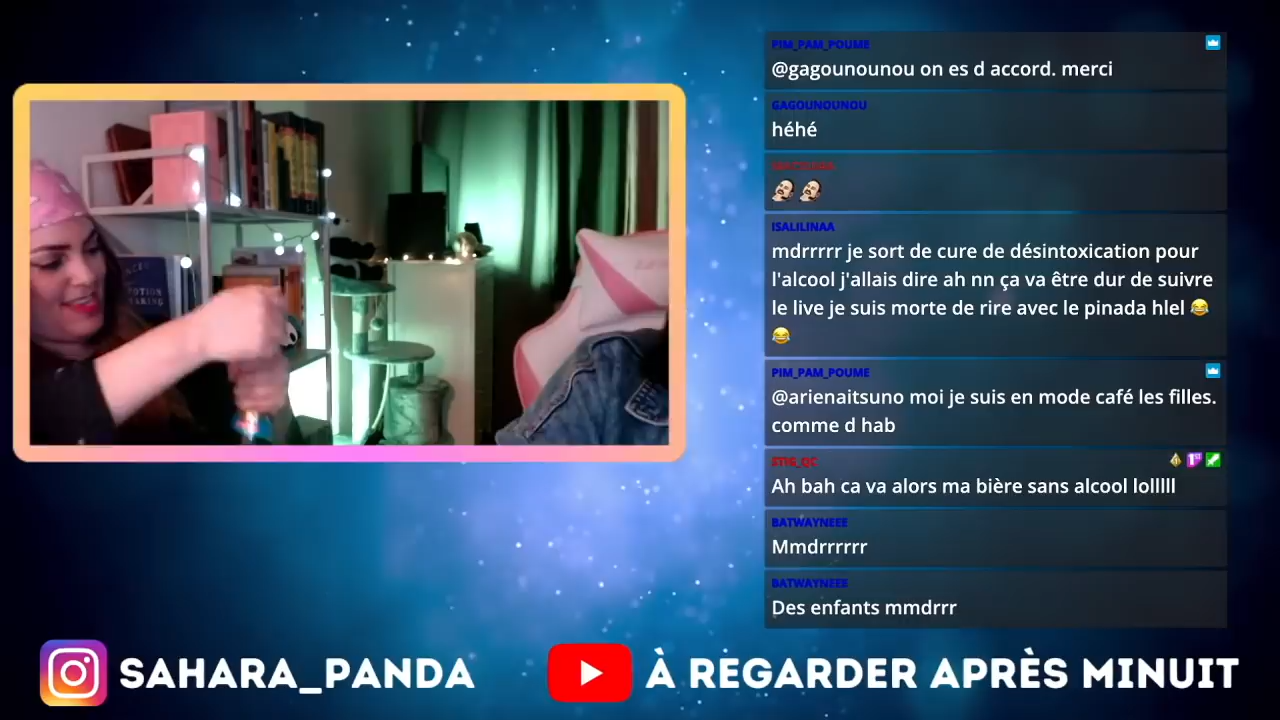 PIM_PAM_POUME
@gagounounou on es d accord. merci
GAGOUNOUNOU
héhé
ISALILINAA
mdrrrrr je sort de cure de désintoxication pour
l'alcool j'allais dire ah nn ça va être dur de suivre
le live je suis morte de rire avec le pinada hlel 😂
😂
PIM_PAM_POUME
@arienaitsuno moi je suis en mode café les filles.
comme d hab
STIG_QC
Ah bah ca va alors ma bière sans alcool lolllll
BATWAYNEEE
Mmdrrrrrr
BATWAYNEEE
Des enfants mmdrrr
POTION
SAHARA_PANDA
À REGARDER APRÈS MINUIT